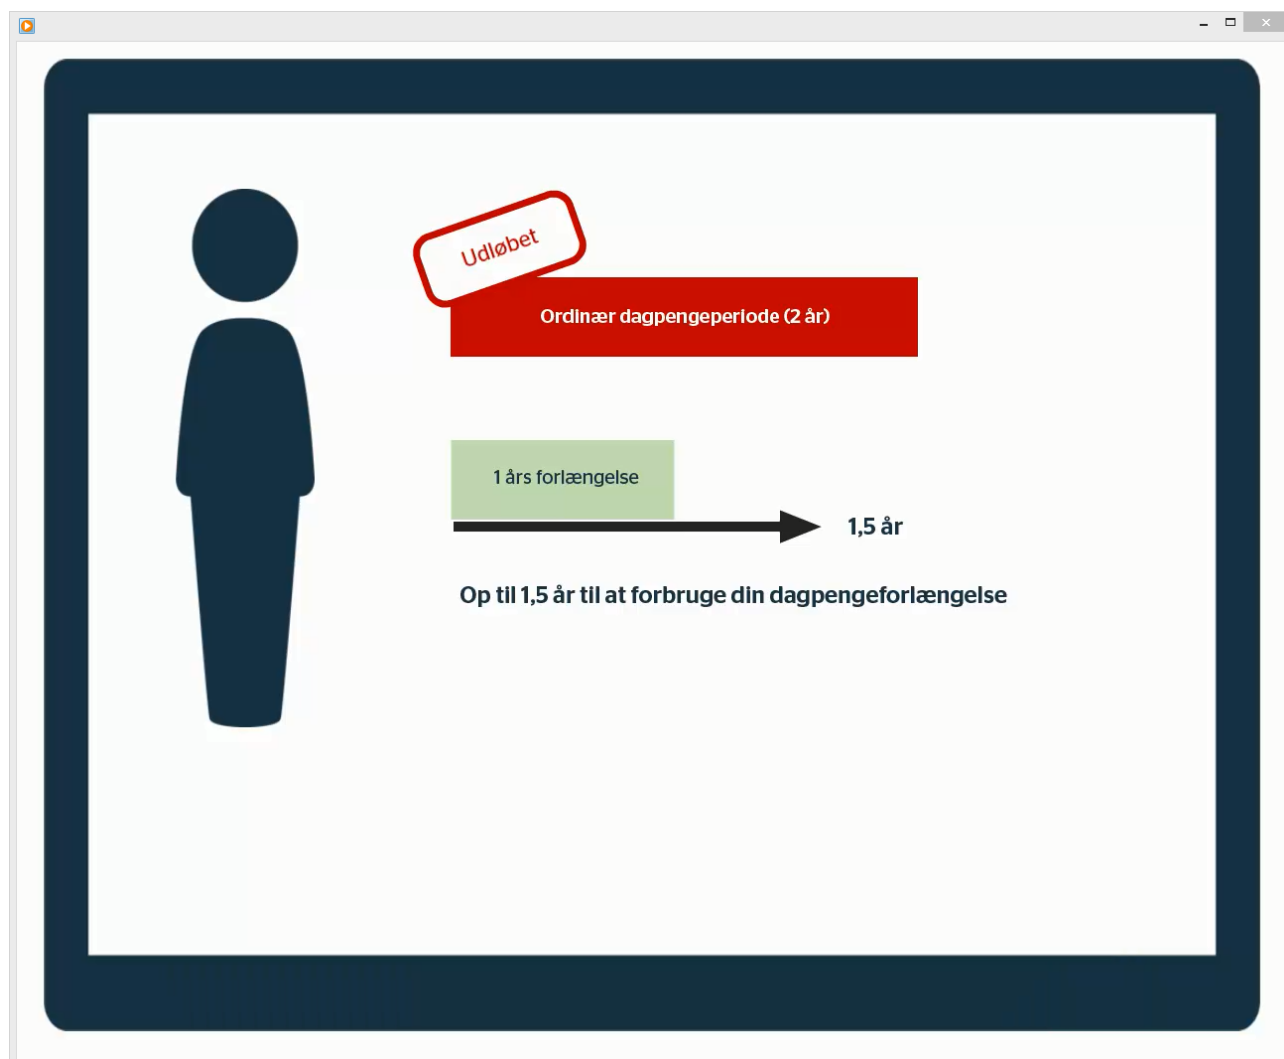 Udløbet
Ordinær dagpengeperiode (2 år)
1 års forlængelse
1,5 år
Op til 1,5 år til at forbruge din dagpengeforlængelse